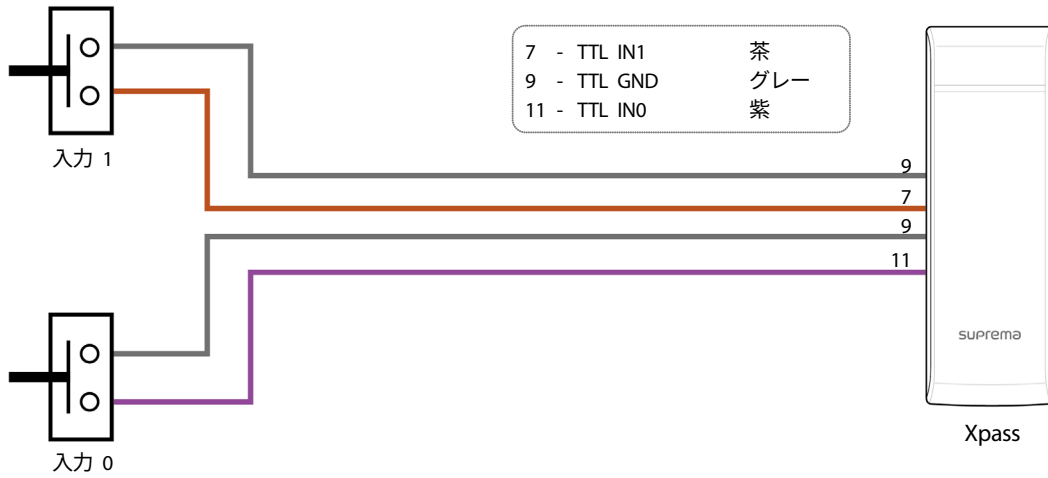 7 - TTL IN1 茶
9 - TTL GND グレー
11 - TTL IN0 紫
入力 1
9
7
9
11
suprema
Xpass
入力 0